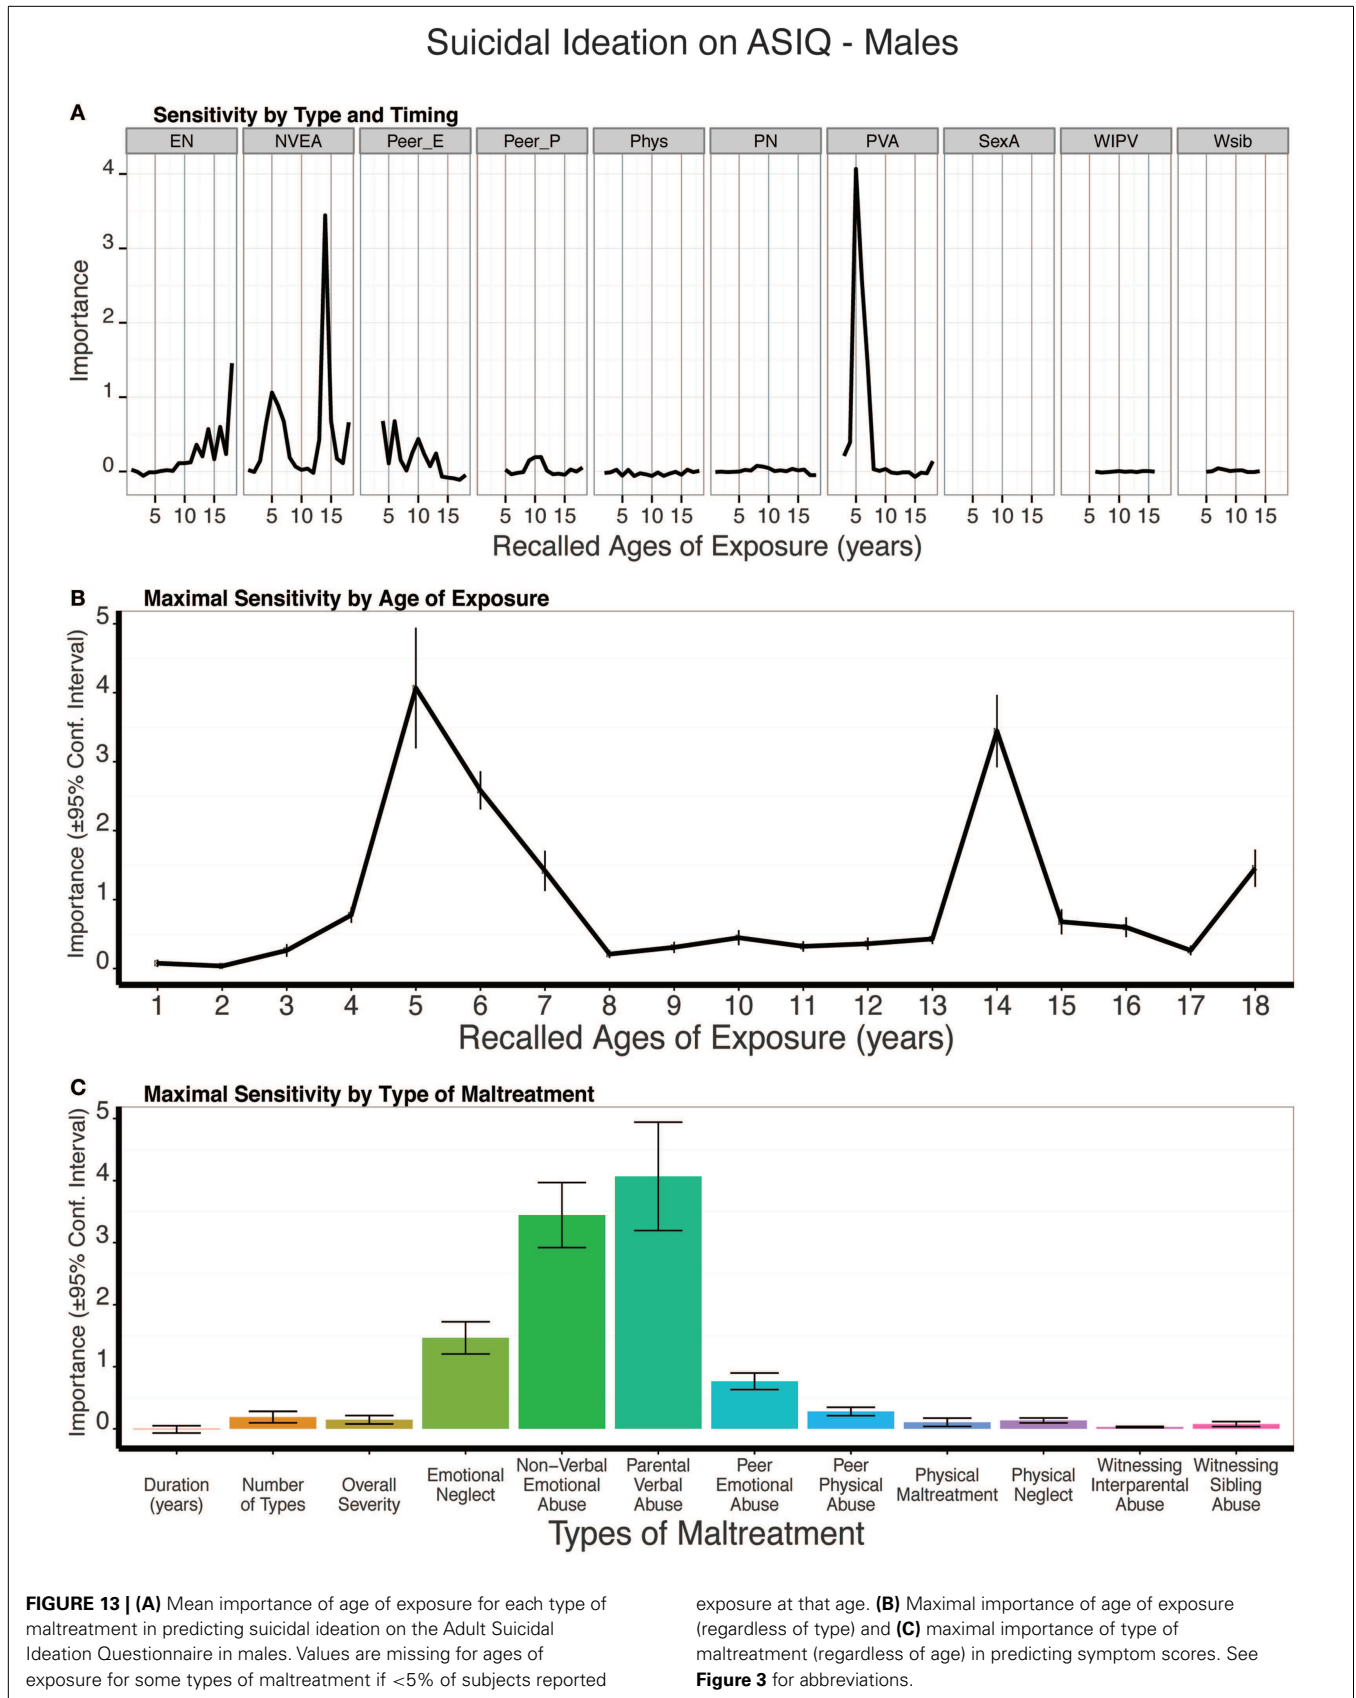 Suicidal Ideation on ASIQ - Males
A Sensitivity by Type and Timing
EN NVEA Peer_E Peer_P Phys PN PVA SexA WIPV Wsib
Importance
4
3
2
1
0
5 10 15 5 10 15 5 10 15 5 10 15 5 10 15 5 10 15 5 10 15 5 10 15 5 10 15 5 10 15
Recalled Ages of Exposure (years)
B Maximal Sensitivity by Age of Exposure
Importance (±95% Conf. Interval)
5
4
3
2
1
0
1 2 3 4 5 6 7 8 9 10 11 12 13 14 15 16 17 18
Recalled Ages of Exposure (years)
C Maximal Sensitivity by Type of Maltreatment
Importance (±95% Conf. Interval)
5
4
3
2
1
0
Duration
(years)
Number
of Types
Overall
Severity
Emotional
Neglect
Non−Verbal
Emotional
Abuse
Parental
Verbal
Abuse
Peer
Emotional
Abuse
Peer
Physical
Abuse
Physical
Maltreatment
Physical
Neglect
Witnessing
Interparental
Abuse
Witnessing
Sibling
Abuse
Types of Maltreatment
FIGURE 13 | (A) Mean importance of age of exposure for each type of
maltreatment in predicting suicidal ideation on the Adult Suicidal
Ideation Questionnaire in males. Values are missing for ages of
exposure for some types of maltreatment if <5% of subjects reported
exposure at that age. (B) Maximal importance of age of exposure
(regardless of type) and (C) maximal importance of type of
maltreatment (regardless of age) in predicting symptom scores. See
Figure 3 for abbreviations.